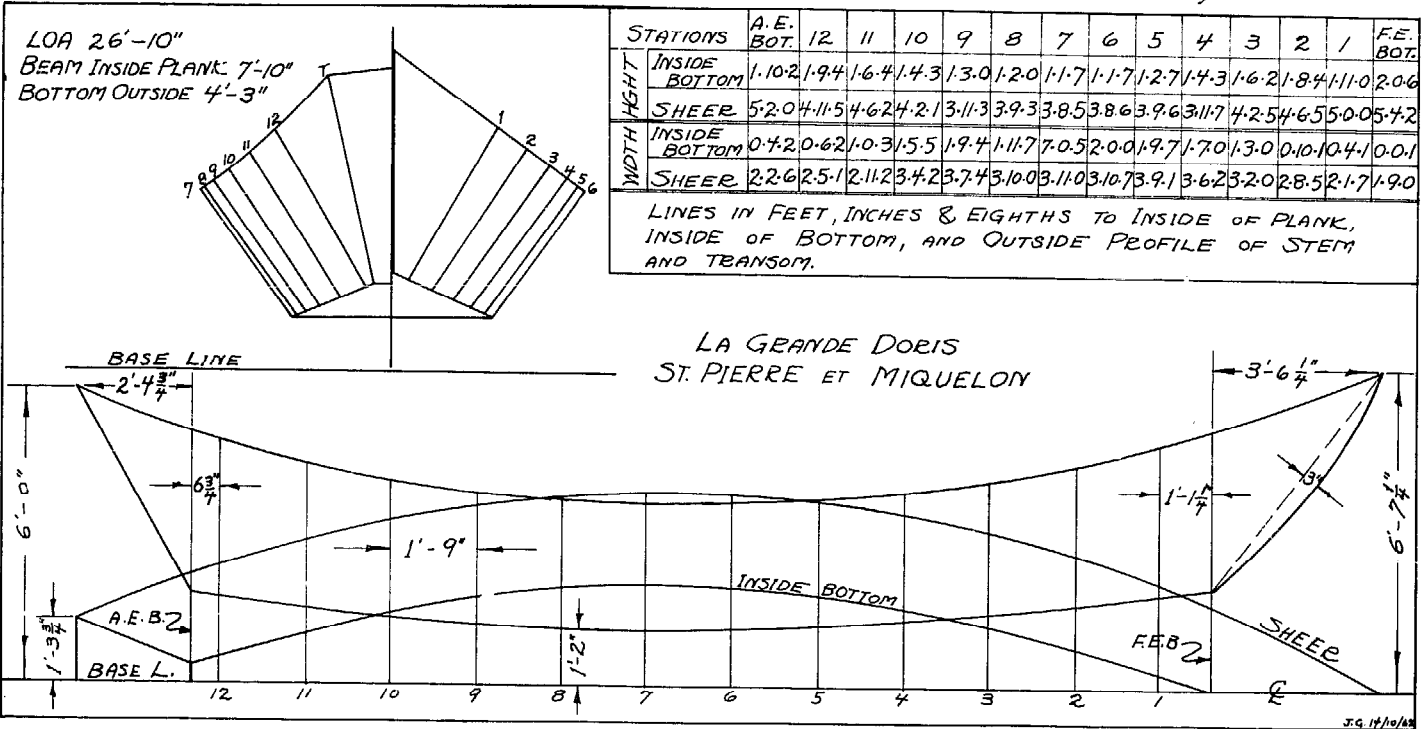 LOA 26'-10"
BEAM INSIDE PLANK 7'-10"
BOTTOM OUTSIDE 4'-3"
T
12
11
10
9
8
7
1
2
3
4
5
6
STATIONS A.E. BOT. 12 11 10 9 8 7 6 5 4 3 2 1 F.E. BOT.
HGHT
INSIDE BOTTOM 1·10·2 1·9·4 1·6·4 1·4·3 1·3·0 1·2·0 1·1·7 1·1·7 1·2·7 1·4·3 1·6·2 1·8·4 1·11·0 2·0·6
SHEER 5·2·0 4·11·5 4·6·2 4·2·1 3·11·3 3·9·3 3·8·5 3·8·6 3·9·6 3·11·7 4·2·5 4·6·5 5·0·0 5·4·2
WDTH
INSIDE BOTTOM 0·4·2 0·6·2 1·0·3 1·5·5 1·9·4 1·11·7 7·0·5 2·0·0 1·9·7 1·7·0 1·3·0 0·10·1 0·4·1 0·0·1
SHEER 2·2·6 2·5·1 2·11·2 3·4·2 3·7·4 3·10·0 3·11·0 3·10·7 3·9·1 3·6·2 3·2·0 2·8·5 2·1·7 1·9·0
LINES IN FEET, INCHES & EIGHTHS TO INSIDE OF PLANK,
INSIDE OF BOTTOM, AND OUTSIDE PROFILE OF STEM
AND TRANSOM.
LA GRANDE DORIS
ST. PIERRE ET MIQUELON
BASE LINE
2'-4 3/4"
3'-6 1/4"
6'-0"
6 3/4"
1'-9"
1'-1 1/4"
3"
6'-7 1/4"
INSIDE BOTTOM
A.E.B.
1'-3 3/4"
1'-2"
F.E.B
SHEER
BASE L.
12 11 10 9 8 7 6 5 4 3 2 1 ℄
J.G. 14/10/